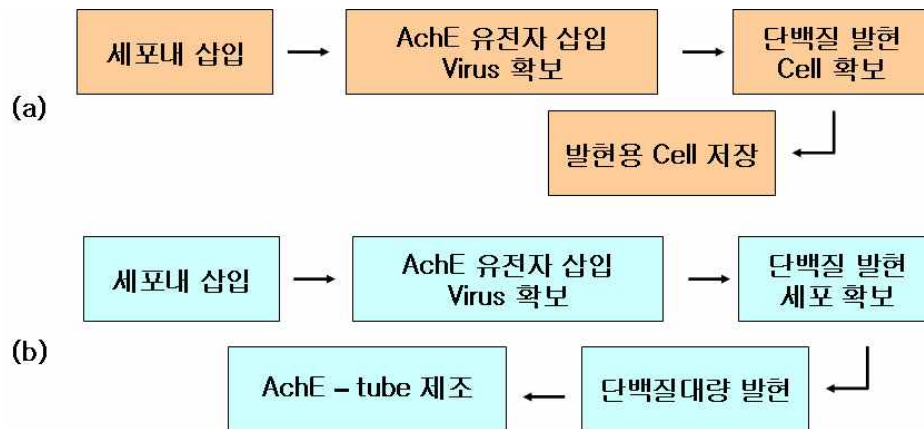 (a)
세포내 삽입
AchE 유전자 삽입
Virus 확보
단백질 발현
Cell 확보
발현용 Cell 저장
(b)
세포내 삽입
AchE 유전자 삽입
Virus 확보
단백질 발현
세포 확보
단백질대량 발현
AchE – tube 제조